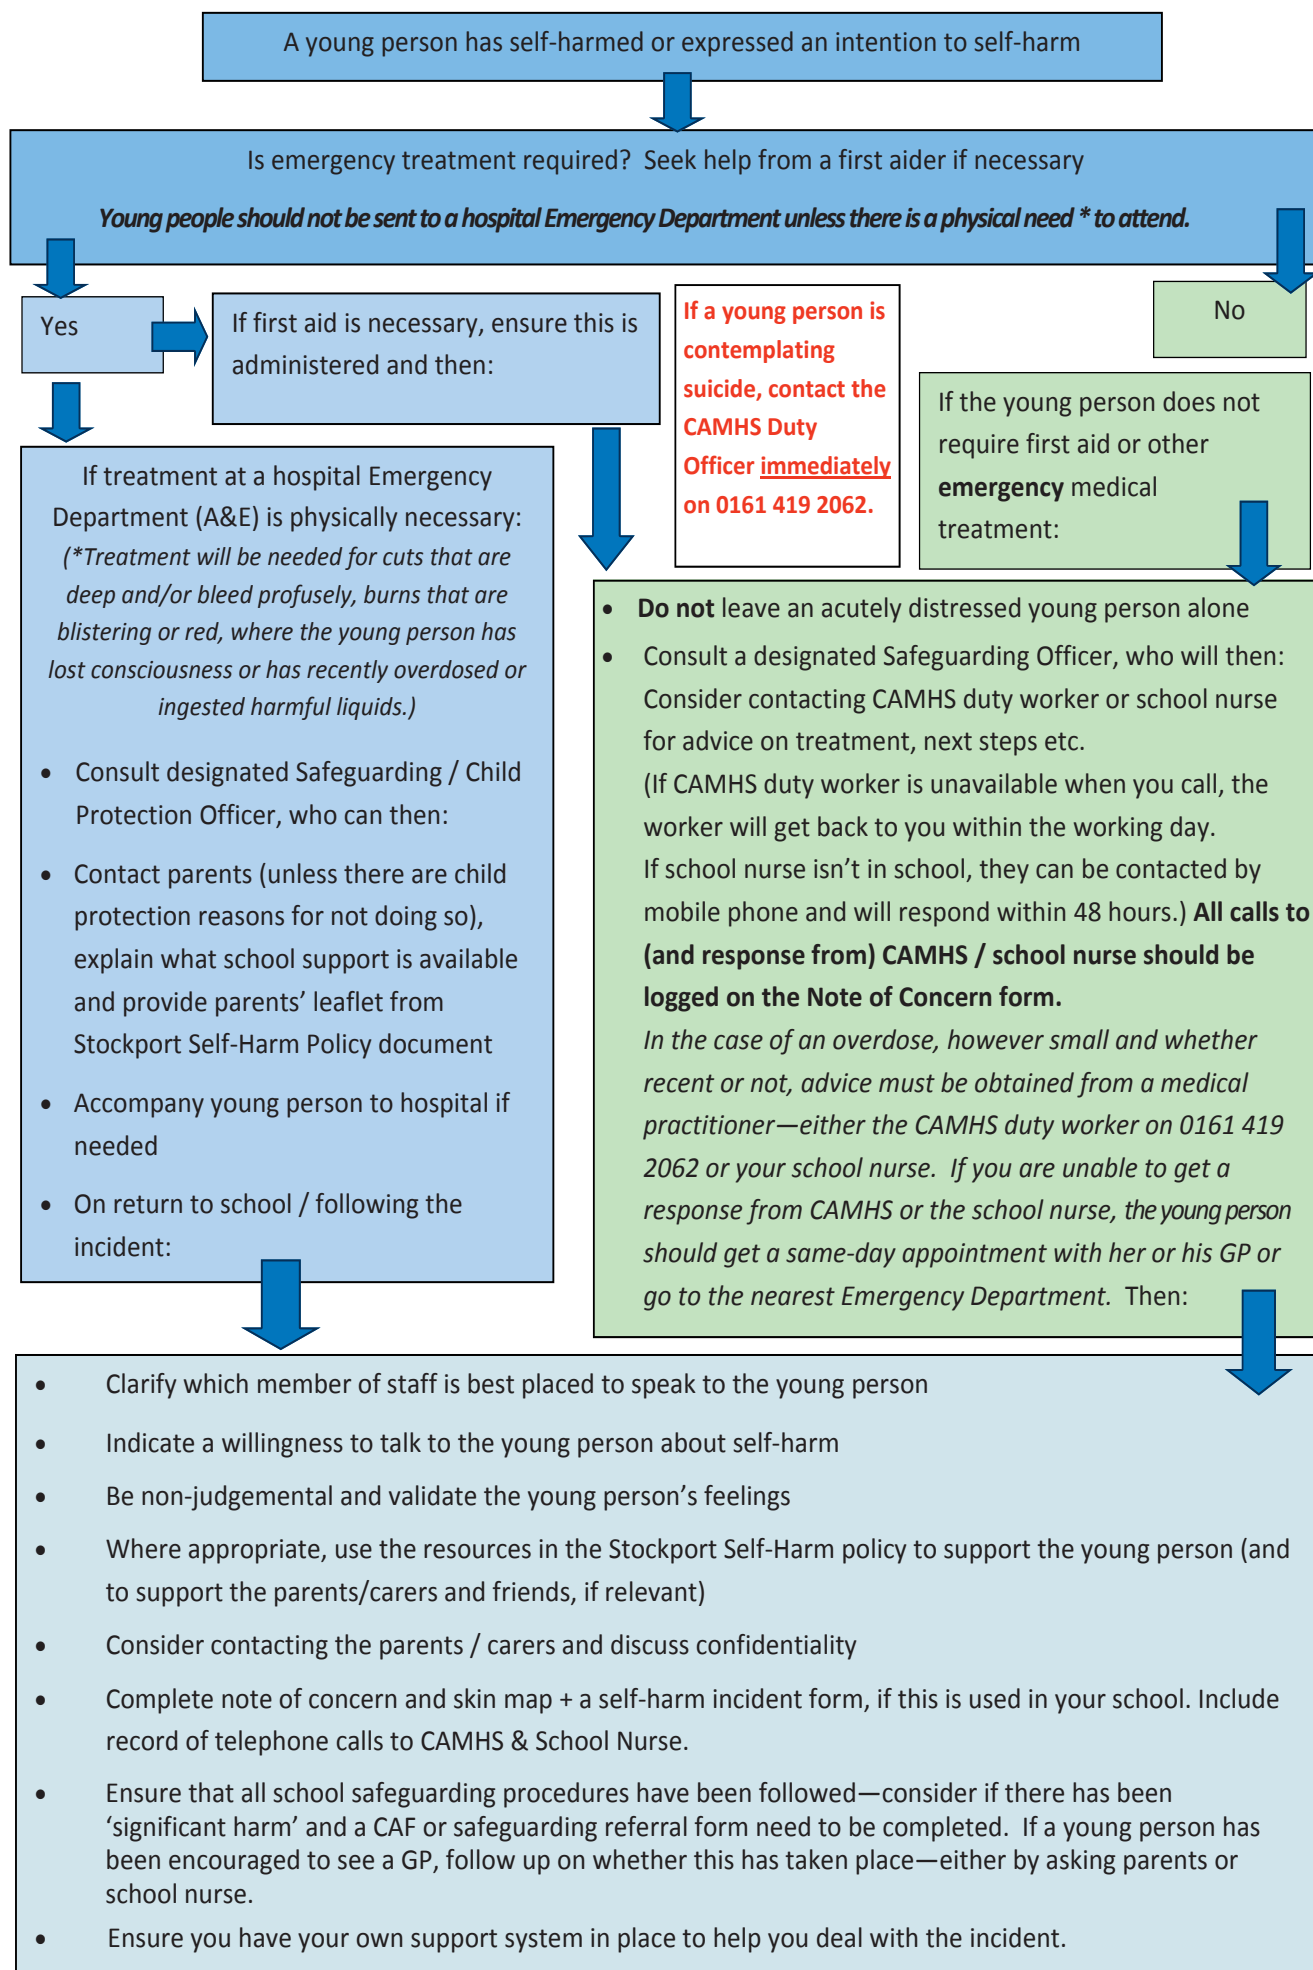 A young person has self-harmed or expressed an intention to self-harm
Is emergency treatment required?  Seek help from a first aider if necessary
Young people should not be sent to a hospital Emergency Department unless there is a physical need * to attend.
Yes
If first aid is necessary, ensure this is
administered and then:
If a young person is
contemplating
suicide, contact the
CAMHS Duty
Officer immediately
on 0161 419 2062.
No
If the young person does not
require first aid or other
emergency medical
treatment:
If treatment at a hospital Emergency
Department (A&E) is physically necessary:
(*Treatment will be needed for cuts that are
deep and/or bleed profusely, burns that are
blistering or red, where the young person has
lost consciousness or has recently overdosed or
ingested harmful liquids.)
• Consult designated Safeguarding / Child
Protection Officer, who can then:
• Contact parents (unless there are child
protection reasons for not doing so),
explain what school support is available
and provide parents’ leaflet from
Stockport Self-Harm Policy document
• Accompany young person to hospital if
needed
• On return to school / following the
incident:
• Do not leave an acutely distressed young person alone
• Consult a designated Safeguarding Officer, who will then:
Consider contacting CAMHS duty worker or school nurse
for advice on treatment, next steps etc.
(If CAMHS duty worker is unavailable when you call, the
worker will get back to you within the working day.
If school nurse isn’t in school, they can be contacted by
mobile phone and will respond within 48 hours.) All calls to
(and response from) CAMHS / school nurse should be
logged on the Note of Concern form.
In the case of an overdose, however small and whether
recent or not, advice must be obtained from a medical
practitioner—either the CAMHS duty worker on 0161 419
2062 or your school nurse.  If you are unable to get a
response from CAMHS or the school nurse, the young person
should get a same-day appointment with her or his GP or
go to the nearest Emergency Department.  Then:
• Clarify which member of staff is best placed to speak to the young person
• Indicate a willingness to talk to the young person about self-harm
• Be non-judgemental and validate the young person’s feelings
• Where appropriate, use the resources in the Stockport Self-Harm policy to support the young person (and
to support the parents/carers and friends, if relevant)
• Consider contacting the parents / carers and discuss confidentiality
• Complete note of concern and skin map + a self-harm incident form, if this is used in your school. Include
record of telephone calls to CAMHS & School Nurse.
• Ensure that all school safeguarding procedures have been followed—consider if there has been
‘significant harm’ and a CAF or safeguarding referral form need to be completed.  If a young person has
been encouraged to see a GP, follow up on whether this has taken place—either by asking parents or
school nurse.
• Ensure you have your own support system in place to help you deal with the incident.